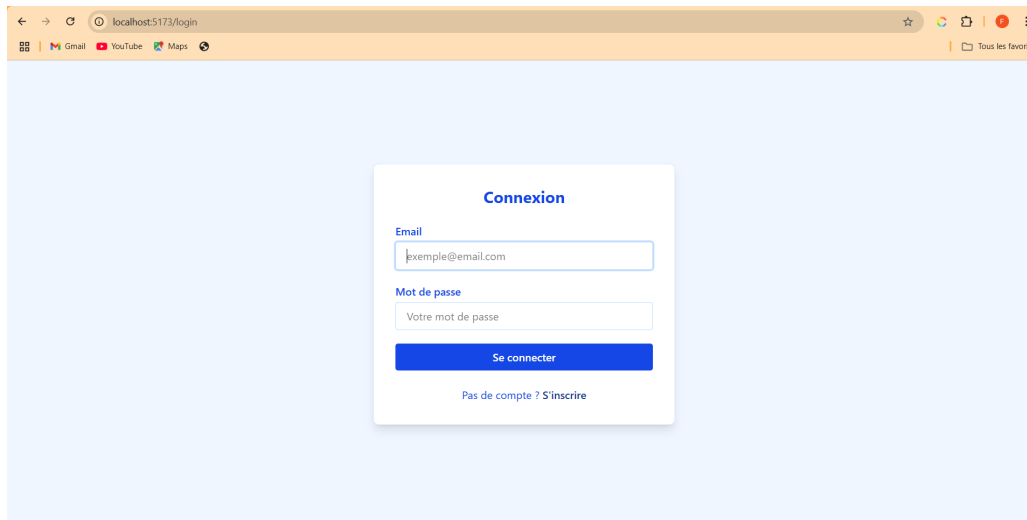 localhost:5173/login
F
Gmail YouTube Maps
Tous les favor
Connexion
Email
exemple@email.com
Mot de passe
Votre mot de passe
Se connecter
Pas de compte ? S'inscrire